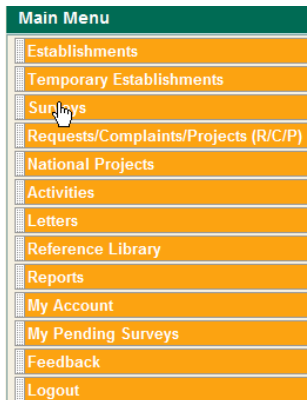 Main Menu
Establishments
Temporary Establishments
Surveys
Requests/Complaints/Projects (R/C/P)
National Projects
Activities
Letters
Reference Library
Reports
My Account
My Pending Surveys
Feedback
Logout